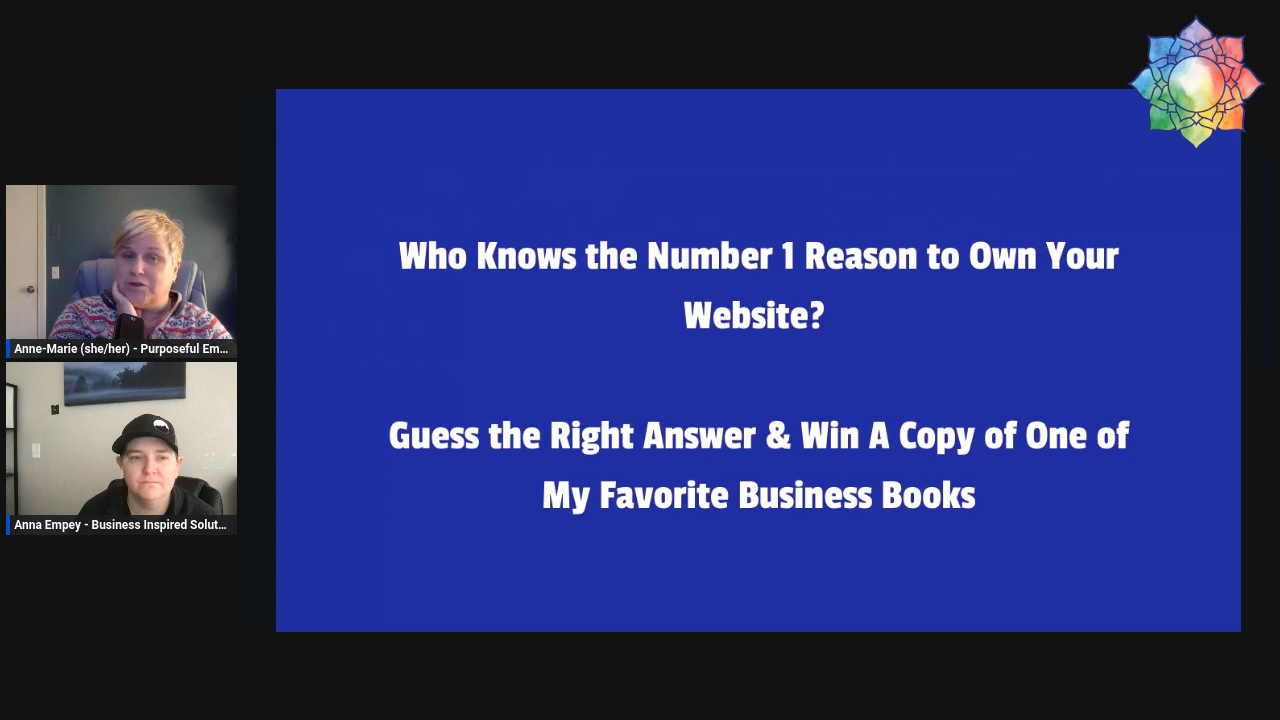 Who Knows the Number 1 Reason to Own Your
Website?
Guess the Right Answer & Win A Copy of One of
My Favorite Business Books
Anne-Marie (she/her) - Purposeful Em...
Anna Empey - Business Inspired Solut...